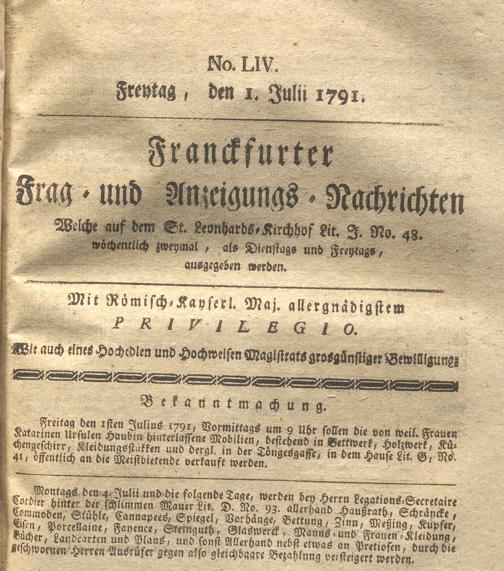 No. LIV.
Freytag, den 1. Julii 1791.
Franckfurter
Frag- und Anzeigungs-Nachrichten
Welche auf dem St. Leonhards-Kirchhof Lit. J. No. 48.
wöchentlich zweymal, als Dienstags und Freytags,
ausgegeben werden.
Mit Römisch-Kayserl. Maj. allergnädigstem
PRIVILEGIO.
Wie auch eines Hochedlen und Hochweisen Magistrats grosgünstiger Bewilligung:
Bekanntmachung.
Freitag den 1sten Julius 1791, Vormittags um 9 Uhr sollen die von weil. Frauen
Katarinen Ursulen Haubin hinterlassene Mobilien, bestehend in Bettwerk, Holzwerk, Kü-
chengeschirr, Kleidungsstücken und dergl. in der Töngesgasse, in dem Hause Lit. G, No.
41, öffentlich an die Meistbietende verkauft werden.
Montags den 4. Julii und die folgende Tage, werden bey Herrn Legations-Secretaire
Cordier hinter der schlimmen Mauer Lit. D. No. 93. allerhand Haußrath, Schräncke,
Commoden, Stühle, Cannapees, Spiegel, Vorhänge, Bettung, Zinn, Meßing, Kupfer,
Eisen, Porcellaine, Fapence, Steinguth, Glaswerck, Manns- und Frauen-Kleidung,
Bücher, Landcarten und Plans, und sonst Allerhand nebst etwas an Pretiosen, durch die
geschwornen Herren Ausrüfer gegen also gleichbaare Bezahlung versteigert werden.